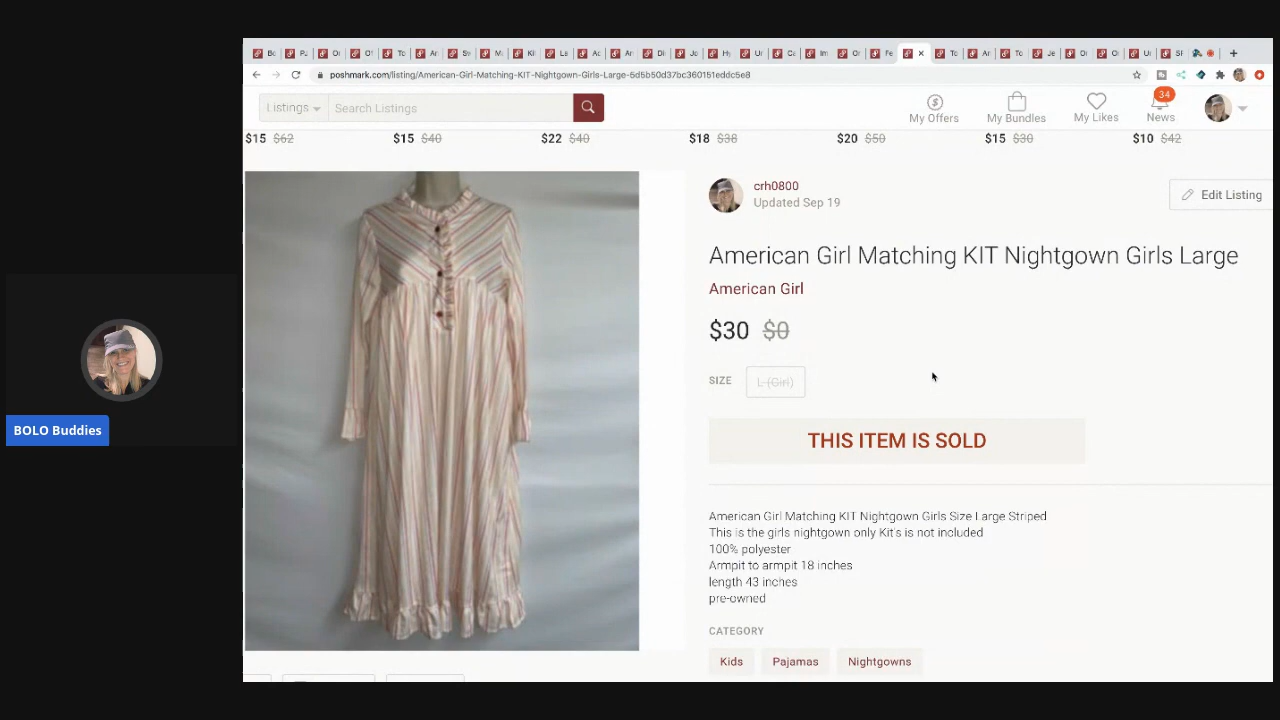 poshmark.com/listing/American-Girl-Matching-KIT-Nightgown-Girls-Large-5d5b50d37bc360151eddc5e8
Listings Search Listings
My Offers My Bundles My Likes 34 News
$15 $62 $15 $40 $22 $40 $18 $38 $20 $50 $15 $30 $10 $42
crh0800
Updated Sep 19
Edit Listing
American Girl Matching KIT Nightgown Girls Large
American Girl
$30 $0
SIZE L (Girl)
THIS ITEM IS SOLD
BOLO Buddies
American Girl Matching KIT Nightgown Girls Size Large Striped
This is the girls nightgown only Kit's is not included
100% polyester
Armpit to armpit 18 inches
length 43 inches
pre-owned
CATEGORY
Kids Pajamas Nightgowns